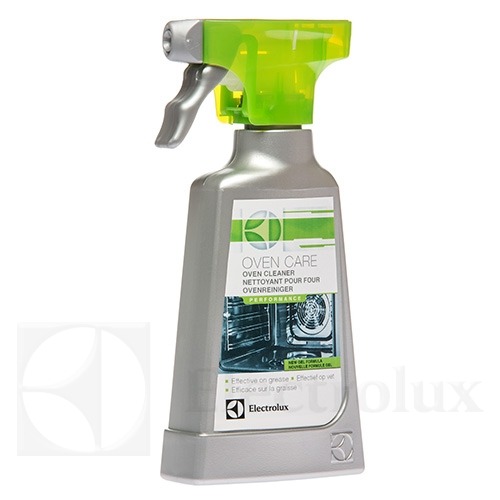 OVEN CARE
OVEN CLEANER
NETTOYANT POUR FOUR
OVENREINIGER
PERFORMANCE
NEW GEL FORMULA
NOUVELLE FORMULE GEL
• Effective on grease • Effectief op vet
• Efficace sur la graisse
Electrolux
Electrolux